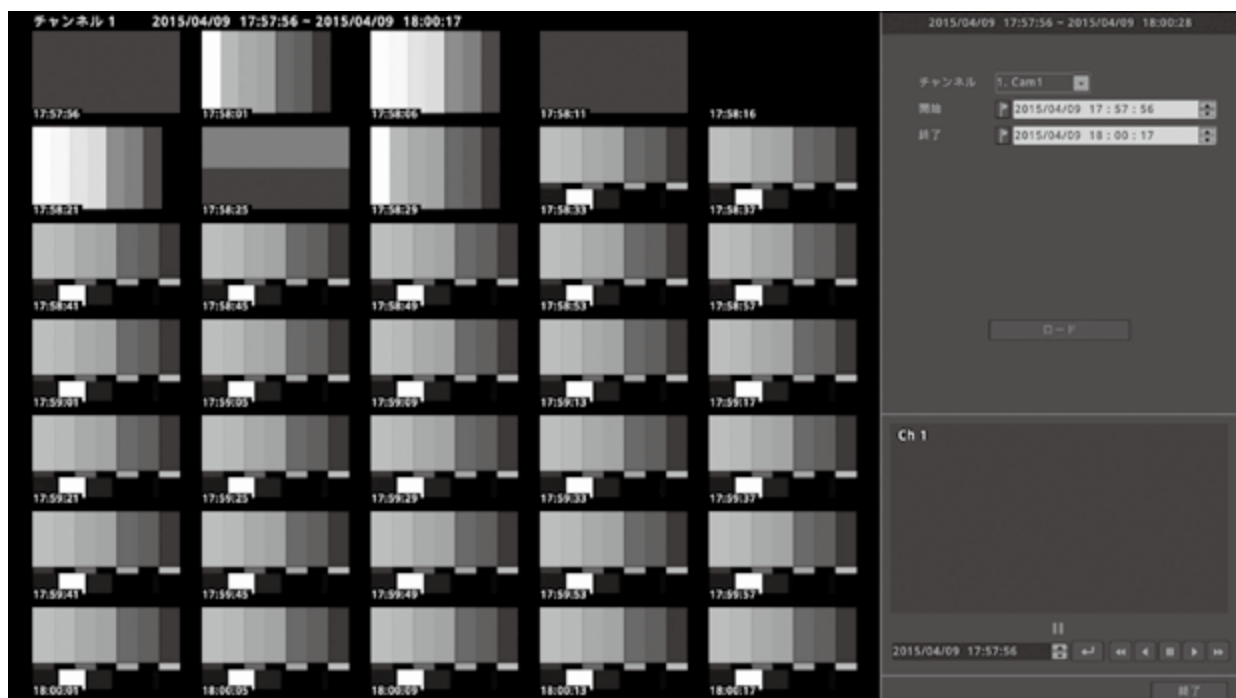 チャンネル 1 2015/04/09 17:57:56 ~ 2015/04/09 18:00:17
17:57:56 17:58:01 17:58:06 17:58:11 17:58:16
17:58:21 17:58:25 17:58:29 17:58:33 17:58:37
17:58:41 17:58:45 17:58:49 17:58:53 17:58:57
17:59:01 17:59:05 17:59:09 17:59:13 17:59:17
17:59:21 17:59:25 17:59:29 17:59:33 17:59:37
17:59:41 17:59:45 17:59:49 17:59:53 17:59:57
18:00:01 18:00:05 18:00:09 18:00:13 18:00:17
2015/04/09 17:57:56 ~ 2015/04/09 18:00:28
チャンネル 1. Cam1
開始 2015/04/09 17 : 57 : 56
終了 2015/04/09 18 : 00 : 17
ロード
Ch 1
2015/04/09 17:57:56
終了